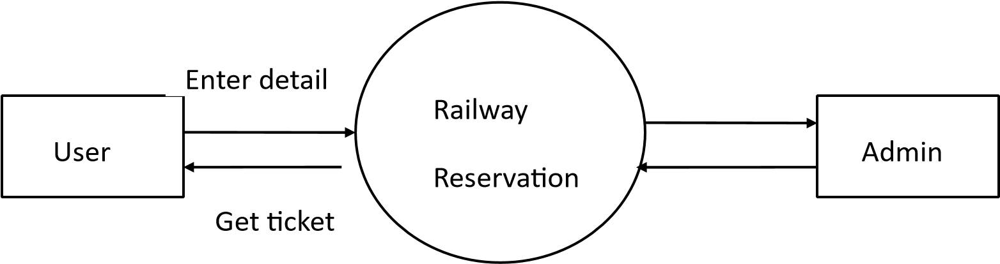 Enter detail
User
Get ticket
Railway
Reservation
Admin